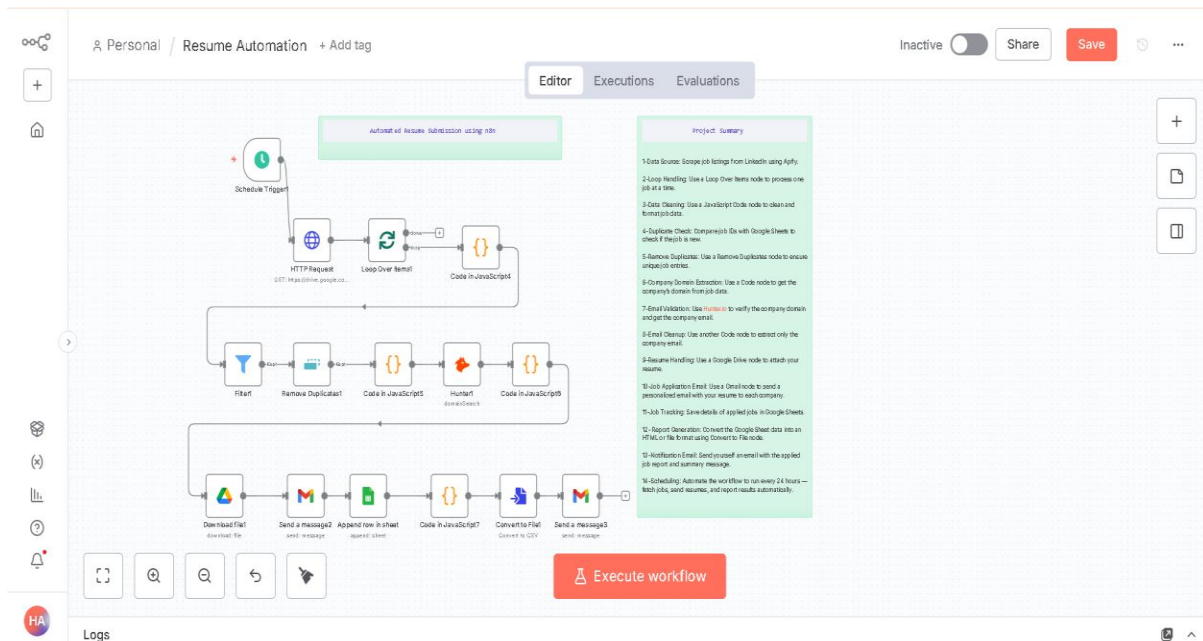 Personal / Resume Automation + Add tag
Inactive
Share
Save
Editor
Executions
Evaluations
Automated Resume Submission using n8n
Schedule Trigger1
HTTP Request
GET: https://drive.google.co...
Loop Over Items1
done
loop
Code in JavaScript4
Filter1
Kept
Remove Duplicates1
Kept
Code in JavaScript5
Hunter1
domainSearch
Code in JavaScript6
Download file1
download: file
Send a message2
send: message
Append row in sheet
append: sheet
Code in JavaScript7
Convert to File1
Convert to CSV
Send a message3
send: message
Project Summary
1-Data Source: Scrape job listings from LinkedIn using Apify.
2-Loop Handling: Use a Loop Over Items node to process one
job at a time.
3-Data Cleaning: Use a JavaScript Code node to clean and
format job data.
4-Duplicate Check: Compare job IDs with Google Sheets to
check if the job is new.
5-Remove Duplicates: Use a Remove Duplicates node to ensure
unique job entries.
6-Company Domain Extraction: Use a Code node to get the
company's domain from job data.
7-Email Validation: Use Hunter.io to verify the company domain
and get the company email.
8-Email Cleanup: Use another Code node to extract only the
company email.
9-Resume Handling: Use a Google Drive node to attach your
resume.
10-Job Application Email: Use a Gmail node to send a
personalized email with your resume to each company.
11-Job Tracking: Save details of applied jobs in Google Sheets.
12- Report Generation: Convert the Google Sheet data into an
HTML or file format using Convert to File node.
13-Notification Email: Send yourself an email with the applied
job report and summary message.
14-Scheduling: Automate the workflow to run every 24 hours —
fetch jobs, send resumes, and report results automatically.
Execute workflow
HA
Logs